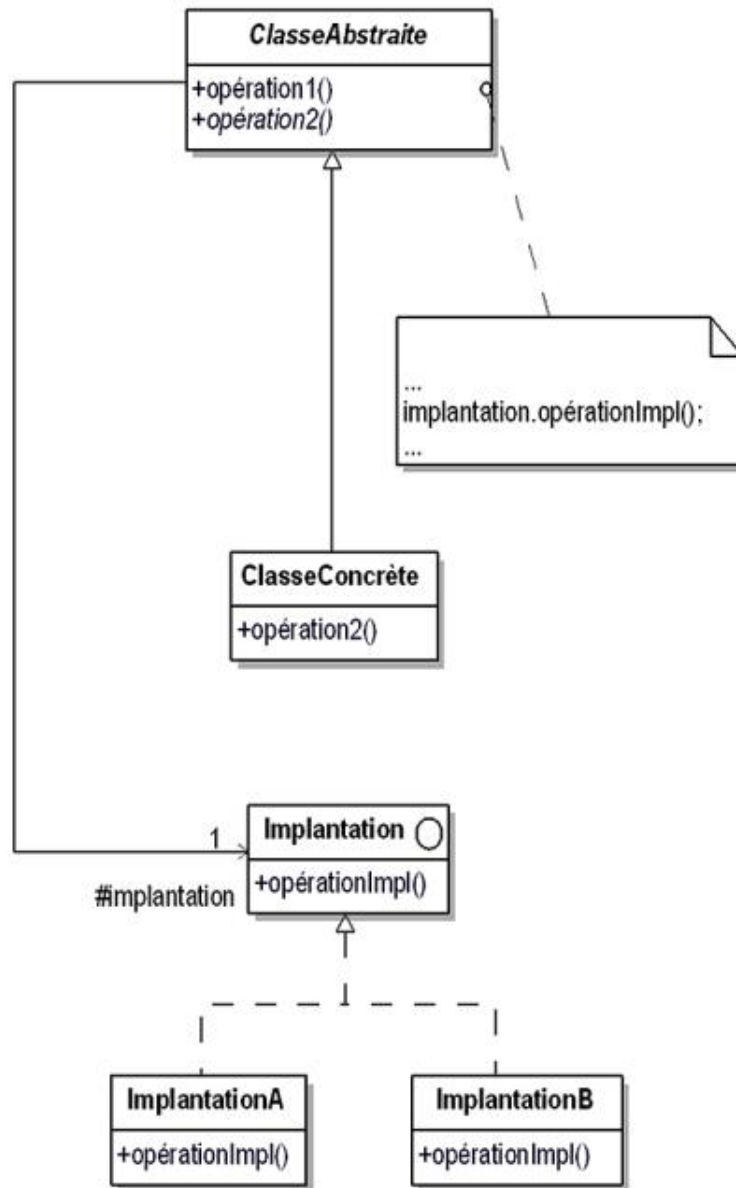 ClasseAbstraite
+opération1()
+opération2()
...
implantation.opérationImpl();
...
ClasseConcrète
+opération2()
1
#implantation
Implantation
+opérationImpl()
ImplantationA
+opérationImpl()
ImplantationB
+opérationImpl()